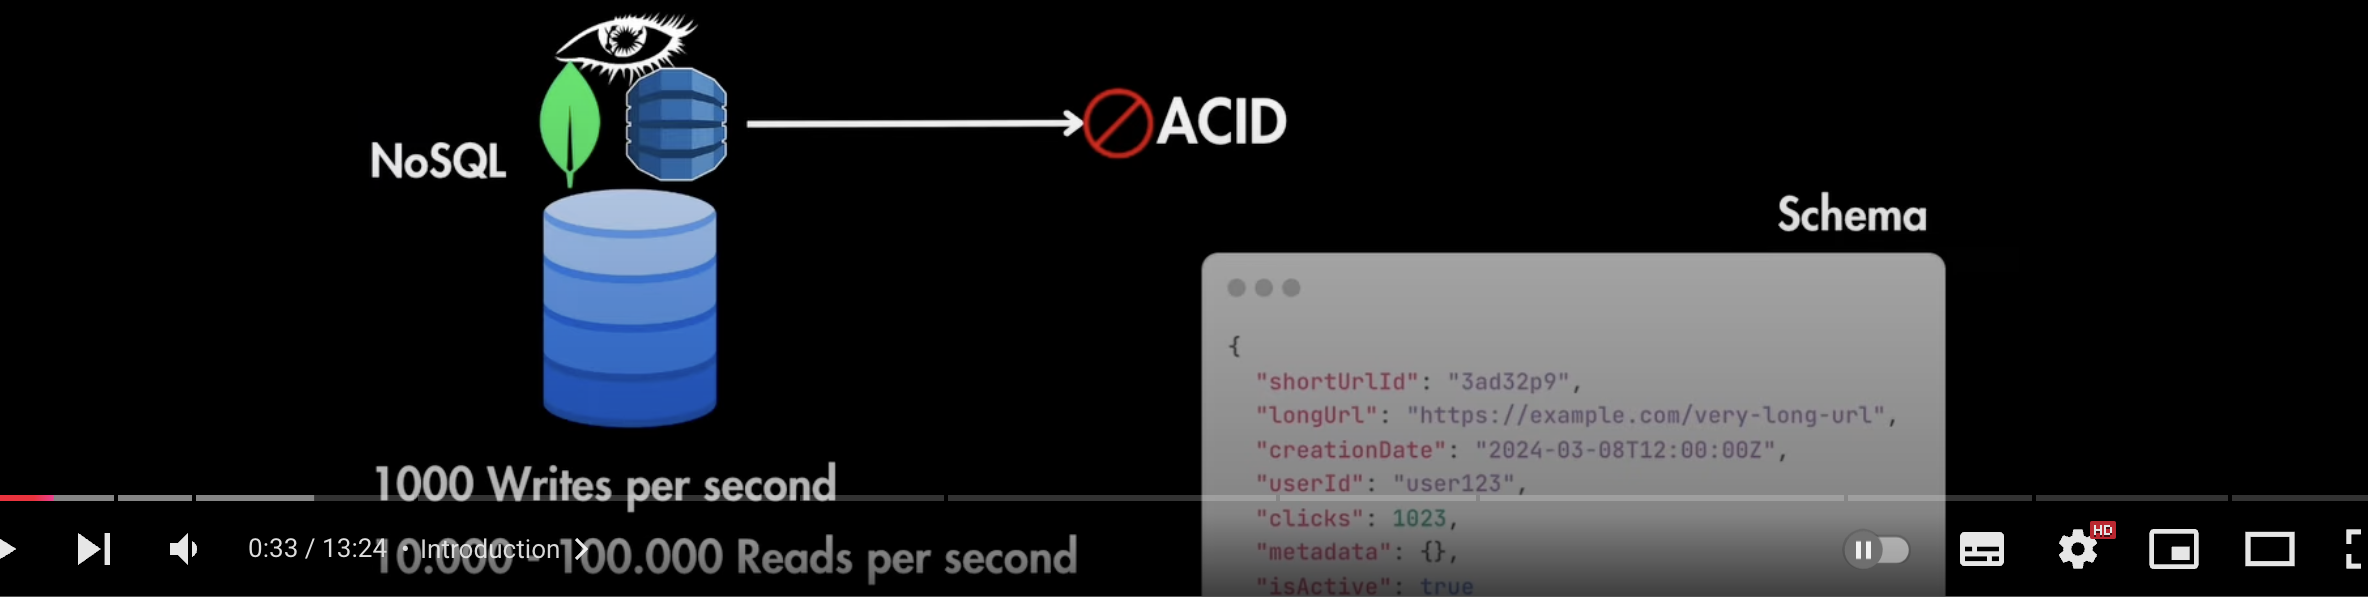 NoSQL
ACID
Schema
{
"shortUrlId": "3ad32p9",
"longUrl": "https://example.com/very-long-url",
"creationDate": "2024-03-08T12:00:00Z",
"userId": "user123",
"clicks": 1023,
"metadata": {},
"isActive": true
1000 Writes per second
10.000 - 100.000 Reads per second
0:33 / 13:24 • Introduction
HD